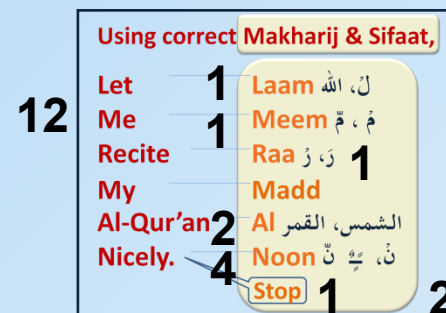 Using correct Makharij & Sifaat,
Let 1 Laam لْ، الله
12 Me 1 Meem مْ ، مّ
Recite Raa رَ، رْ 1
My Madd
Al-Qur'an 2 Al الشمس، القمر
Nicely. 4 Noon نْ، ـًـٍـٌ نّ
Stop 1 2